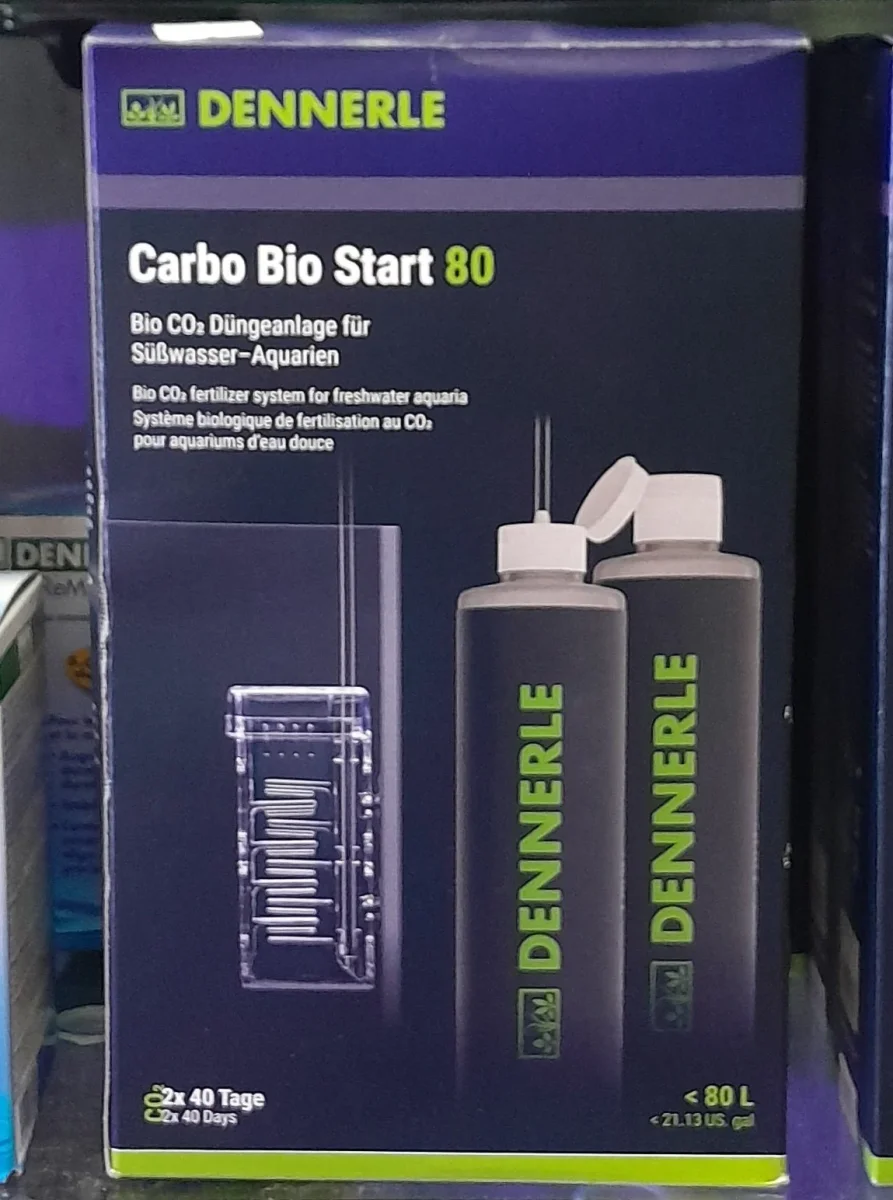 DENNERLE
Carbo Bio Start 80
Bio CO₂ Düngeanlage für
Süßwasser-Aquarien
Bio CO₂ fertilizer system for freshwater aquaria
Système biologique de fertilisation au CO₂
pour aquariums d'eau douce
DENNERLE
DENNERLE
CO₂
2x 40 Tage
2x 40 Days
< 80 L
< 21.13 US. gal
DENN